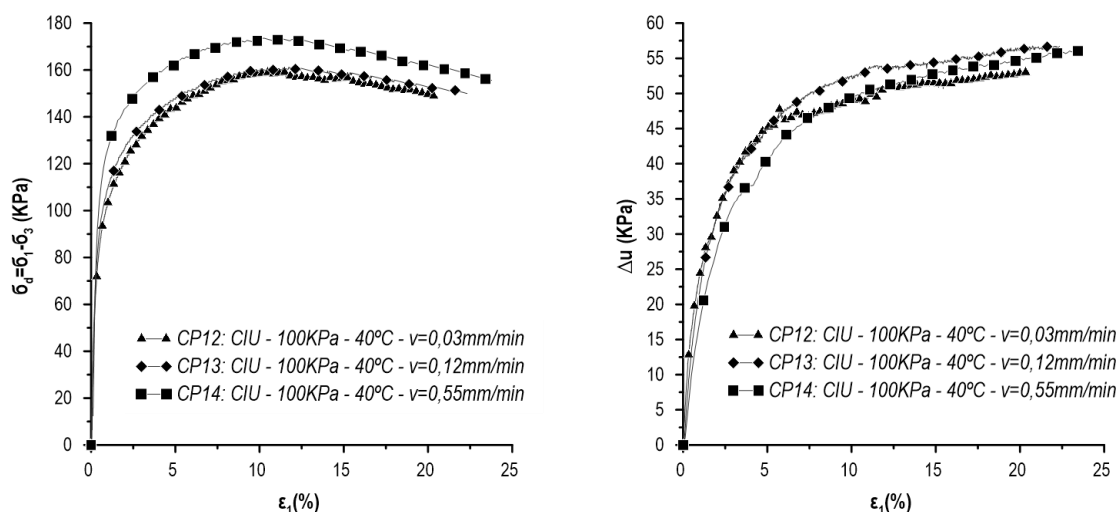 180
160
140
120
100
80
60
40
20
0
0 5 10 15 20 25
ϭd=ϭ1-ϭ3 (KPa)
ε1(%)
CP12: CIU - 100KPa - 40ºC - v=0,03mm/min
CP13: CIU - 100KPa - 40ºC - v=0,12mm/min
CP14: CIU - 100KPa - 40ºC - v=0,55mm/min
60
55
50
45
40
35
30
25
20
15
10
5
0
0 5 10 15 20 25
Δu (KPa)
ε1(%)
CP12: CIU - 100KPa - 40ºC - v=0,03mm/min
CP13: CIU - 100KPa - 40ºC - v=0,12mm/min
CP14: CIU - 100KPa - 40ºC - v=0,55mm/min